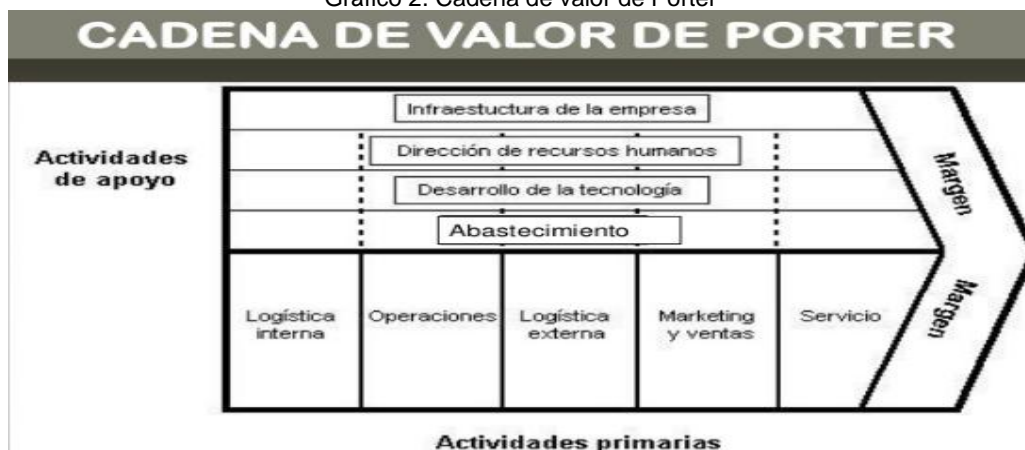 Gráfico 2. Cadena de valor de Porter
CADENA DE VALOR DE PORTER
Actividades
de apoyo
Infraestuctura de la empresa
Dirección de recursos humanos
Desarrollo de la tecnología
Abastecimiento
Margen
Logística
interna
Operaciones
Logística
externa
Marketing
y ventas
Servicio
Margen
Actividades primarias